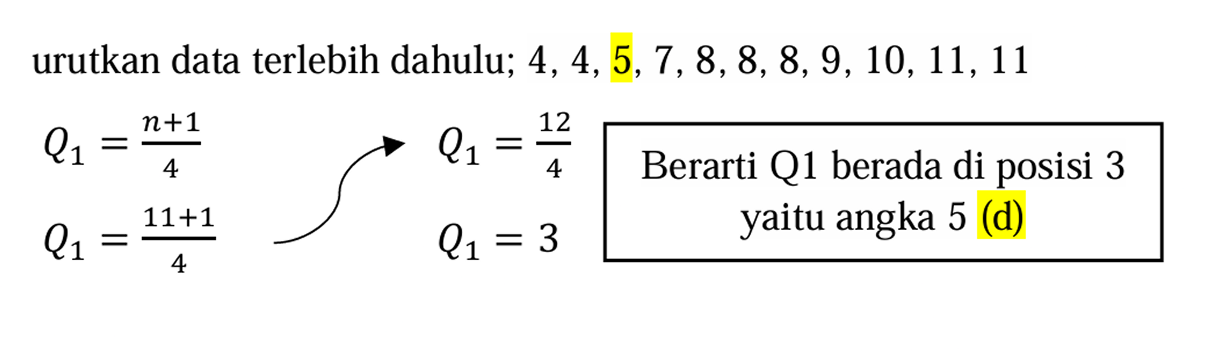 urutkan data terlebih dahulu; 4, 4, 5, 7, 8, 8, 8, 9, 10, 11, 11
Q₁ = (n+1)/4
Q₁ = (11+1)/4
Q₁ = 12/4
Q₁ = 3
Berarti Q1 berada di posisi 3
yaitu angka 5 (d)